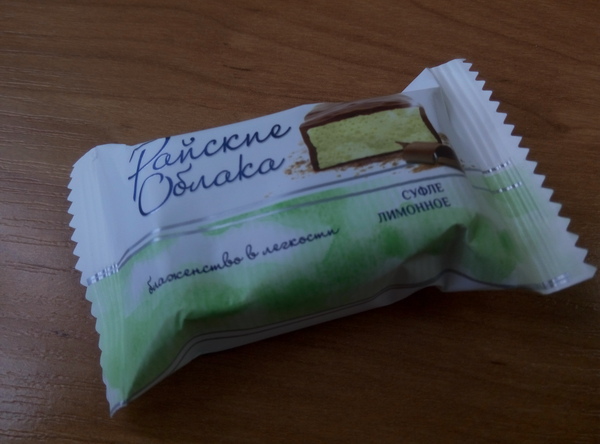 Райские
Облака
СУФЛЕ
ЛИМОННОЕ
блаженство в легкости